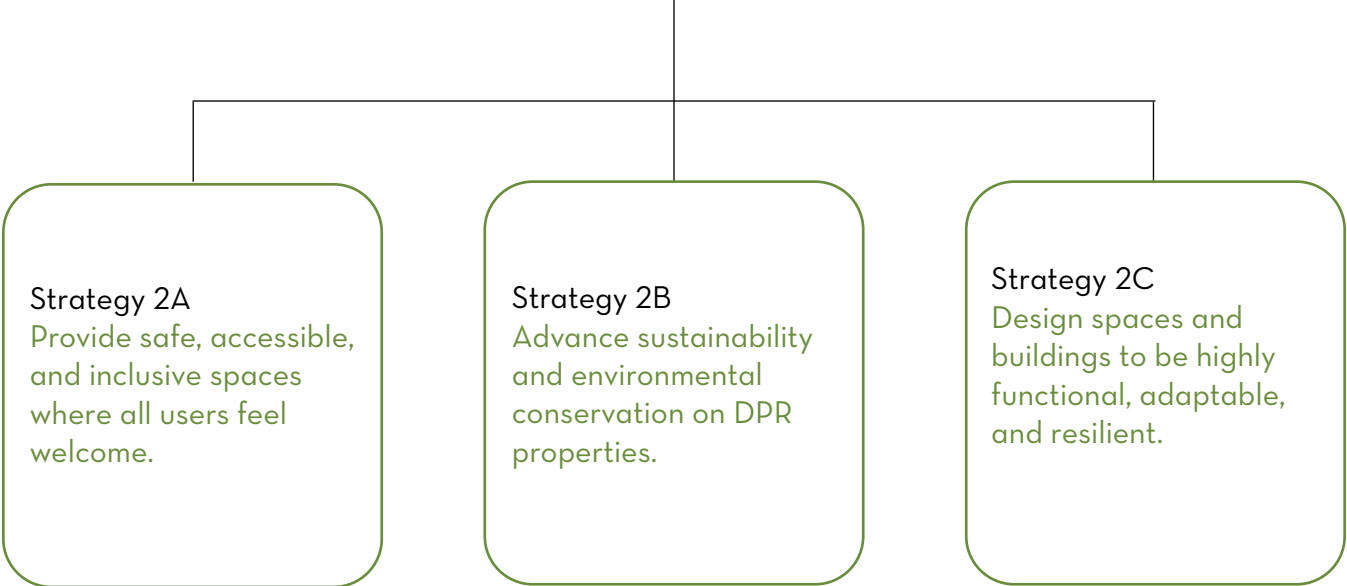 Strategy 2A
Provide safe, accessible,
and inclusive spaces
where all users feel
welcome.
Strategy 2B
Advance sustainability
and environmental
conservation on DPR
properties.
Strategy 2C
Design spaces and
buildings to be highly
functional, adaptable,
and resilient.